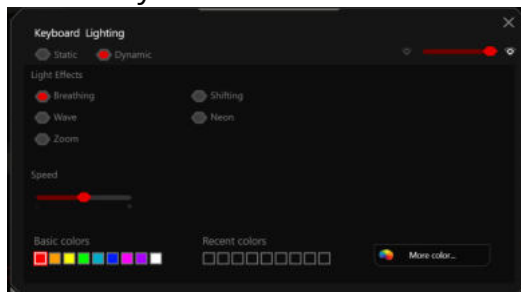 Keyboard Lighting
Static Dynamic
Light Effects
Breathing Shifting
Wave Neon
Zoom
Speed
Basic colors Recent colors
More color...